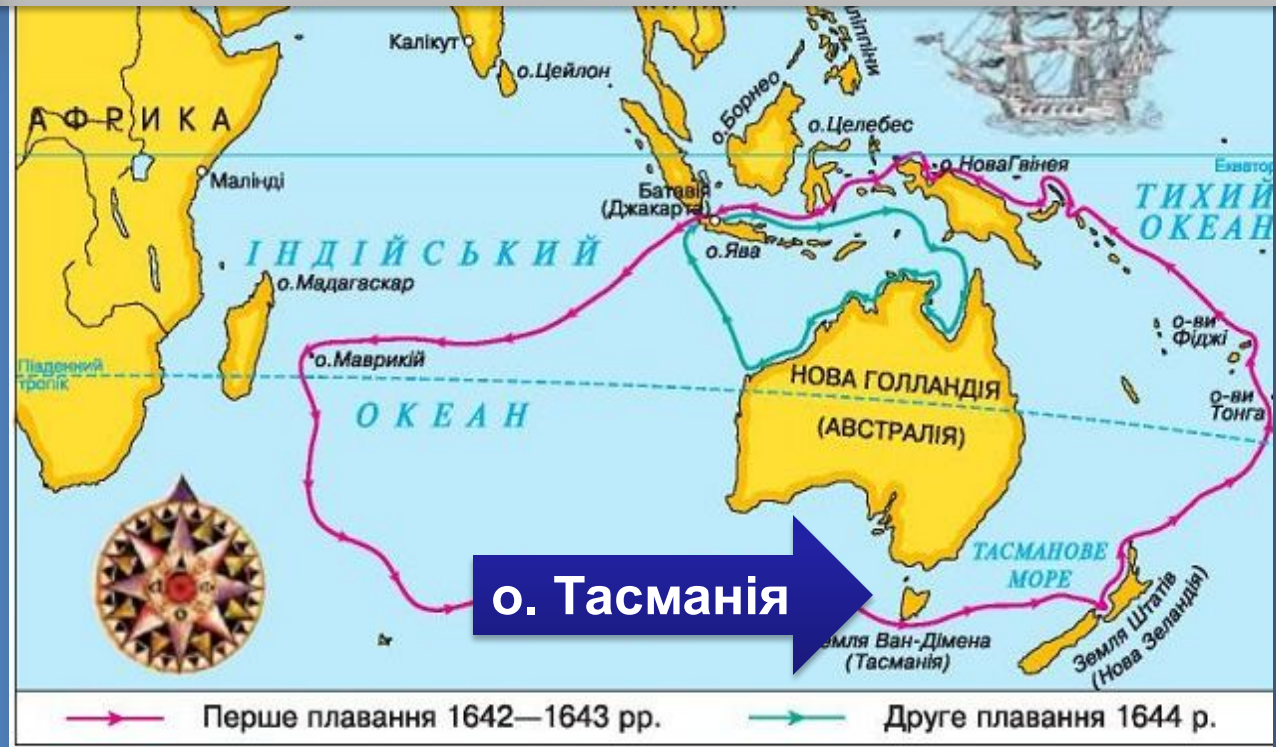 Калікут
о.Цейлон
о.Борнео
о.Целебес
АФРИКА
Малінді
о.НоваГвінея
Екватор
Батавія
(Джакарта)
ТИХИЙ
ОКЕАН
ІНДІЙСЬКИЙ
о.Ява
о.Мадагаскар
о-ви
Фіджі
о.Маврикій
Південний
тропік
НОВА ГОЛЛАНДІЯ
о-ви
Тонга
ОКЕАН
(АВСТРАЛІЯ)
ТАСМАНОВЕ
МОРЕ
о. Тасманія
емля Ван-Дімена
(Тасманія)
Земля Штатів
(Нова Зеландія)
Перше плавання 1642—1643 рр.
Друге плавання 1644 р.